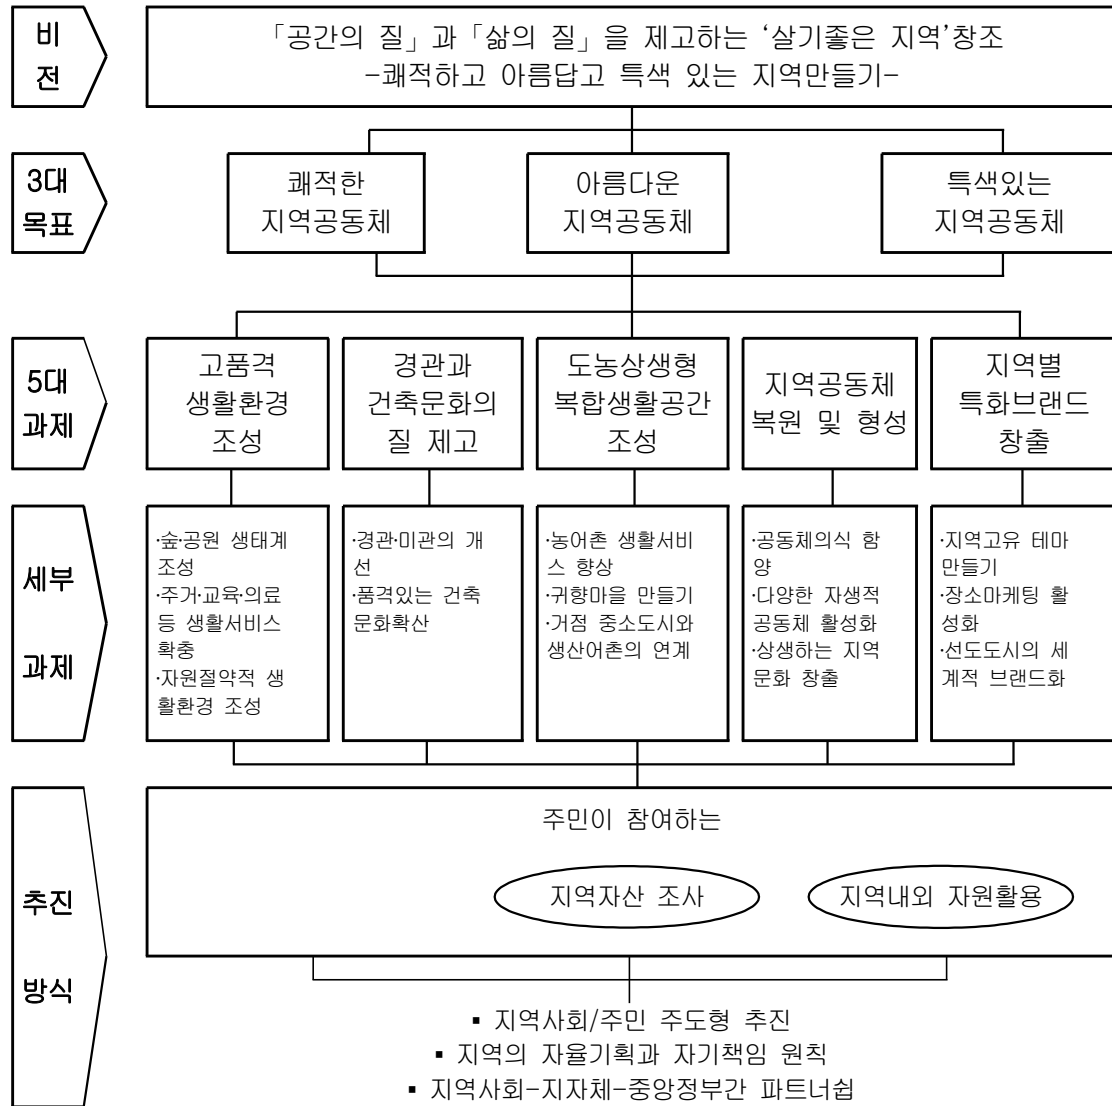 비
전
「공간의 질」과「삶의 질」을 제고하는 ‘살기좋은 지역’창조
-쾌적하고 아름답고 특색 있는 지역만들기-
3대
목표
쾌적한
지역공동체
아름다운
지역공동체
특색있는
지역공동체
5대
과제
고품격
생활환경
조성
경관과
건축문화의
질 제고
도농상생형
복합생활공간
조성
지역공동체
복원 및 형성
지역별
특화브랜드
창출
세부
과제
·숲·공원 생태계
조성
·주거·교육·의료
등 생활서비스
확충
·자원절약적 생
활환경 조성
·경관·미관의 개
선
·품격있는 건축
문화확산
·농어촌 생활서비
스 향상
·귀향마을 만들기
·거점 중소도시와
생산어촌의 연계
·공동체의식 함
양
·다양한 자생적
공동체 활성화
·상생하는 지역
문화 창출
·지역고유 테마
만들기
·장소마케팅 활
성화
·선도도시의 세
계적 브랜드화
추진
방식
주민이 참여하는
지역자산 조사
지역내외 자원활용
▪ 지역사회/주민 주도형 추진
▪ 지역의 자율기획과 자기책임 원칙
▪ 지역사회-지자체-중앙정부간 파트너쉽